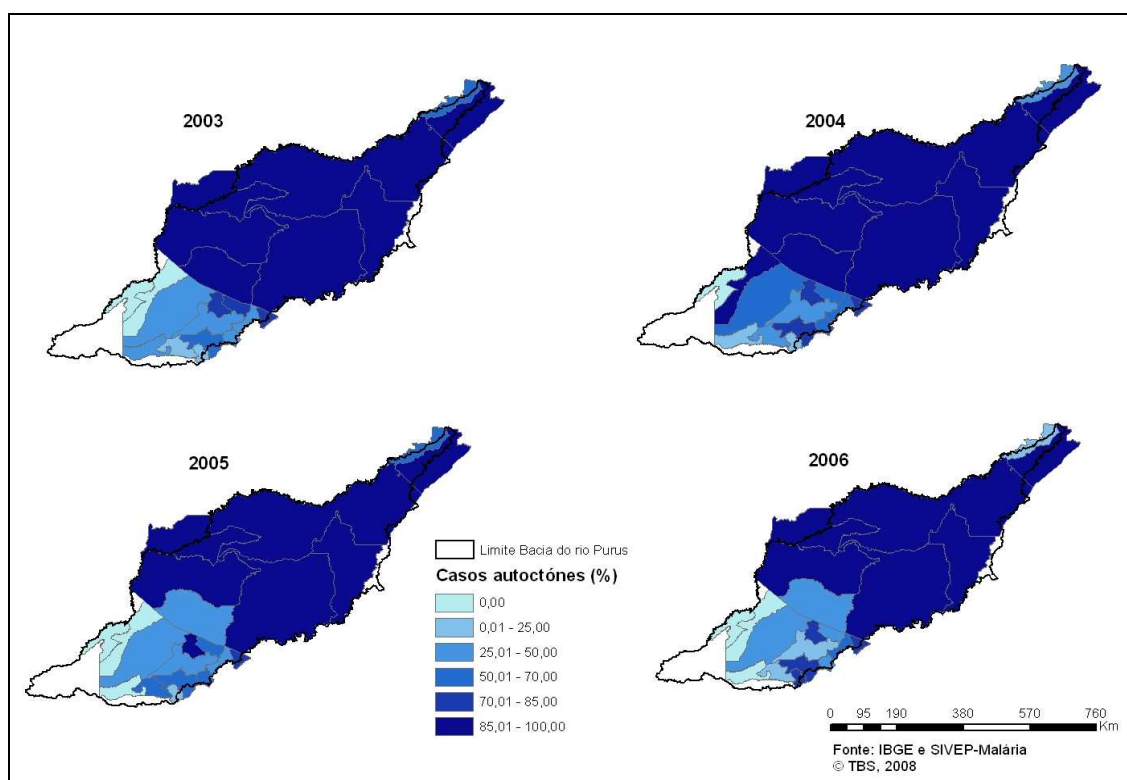 2003
2004
2005
2006
Limite Bacia do rio Purus
Casos autoctónes (%)
0,00
0,01 - 25,00
25,01 - 50,00
50,01 - 70,00
70,01 - 85,00
85,01 - 100,00
0 95 190 380 570 760
Km
Fonte: IBGE e SIVEP-Malária
© TBS, 2008